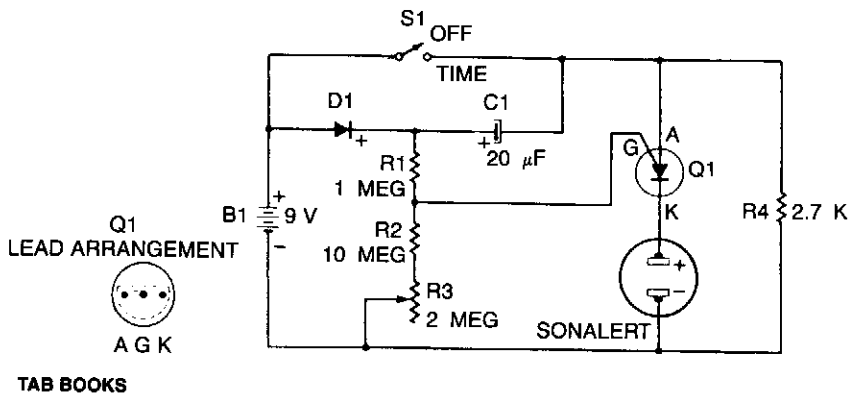 S1
OFF
TIME
D1
+
C1
+
20 μF
R1
1 MEG
G
A
Q1
K
+
B1
9 V
-
R2
10 MEG
R4
2.7 K
Q1
LEAD ARRANGEMENT
A G K
R3
2 MEG
+
-
SONALERT
TAB BOOKS